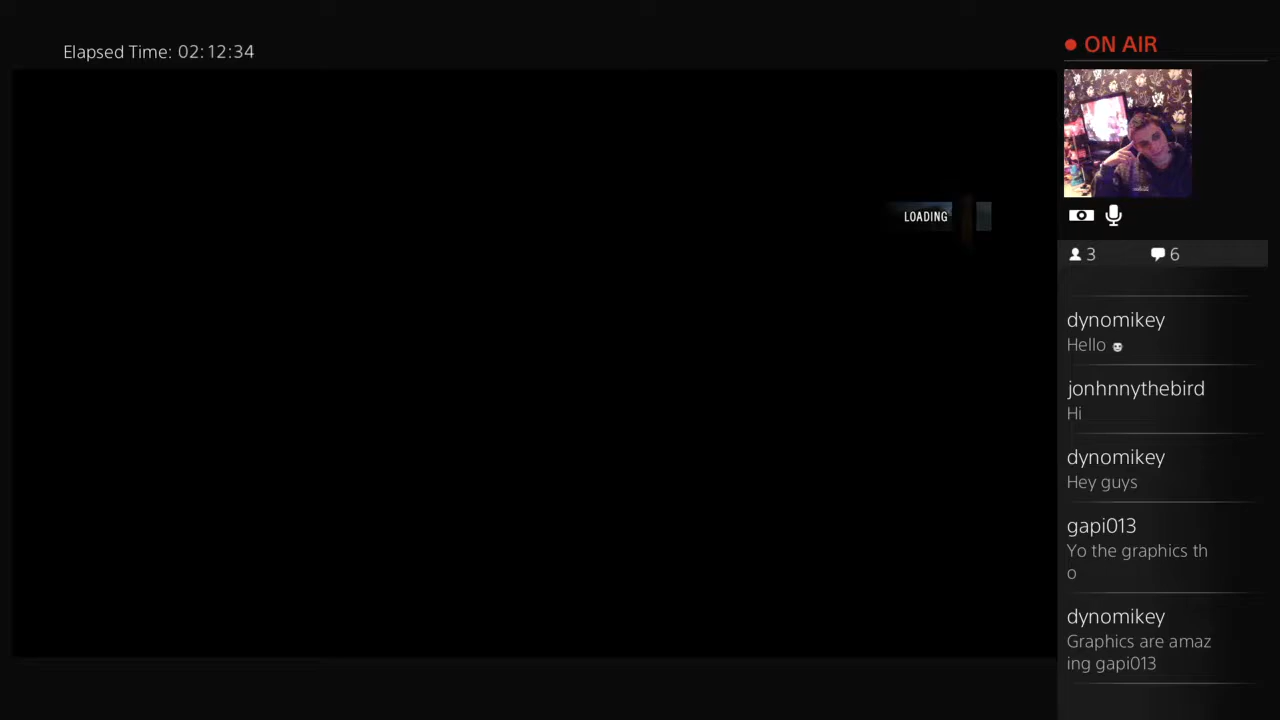 Elapsed Time: 02:12:34
ON AIR
LOADING
3 6
dynomikey
Hello
jonhnnythebird
Hi
dynomikey
Hey guys
gapi013
Yo the graphics th
o
dynomikey
Graphics are amaz
ing gapi013